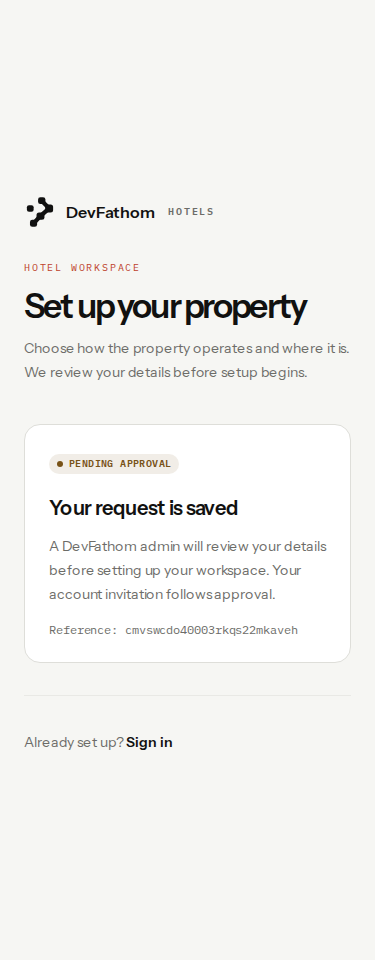 DevFathom HOTELS
HOTEL WORKSPACE
Set up your property
Choose how the property operates and where it is.
We review your details before setup begins.
PENDING APPROVAL
Your request is saved
A DevFathom admin will review your details
before setting up your workspace. Your
account invitation follows approval.
Reference: cmvswcdo40003rkqs22mkaveh
Already set up? Sign in